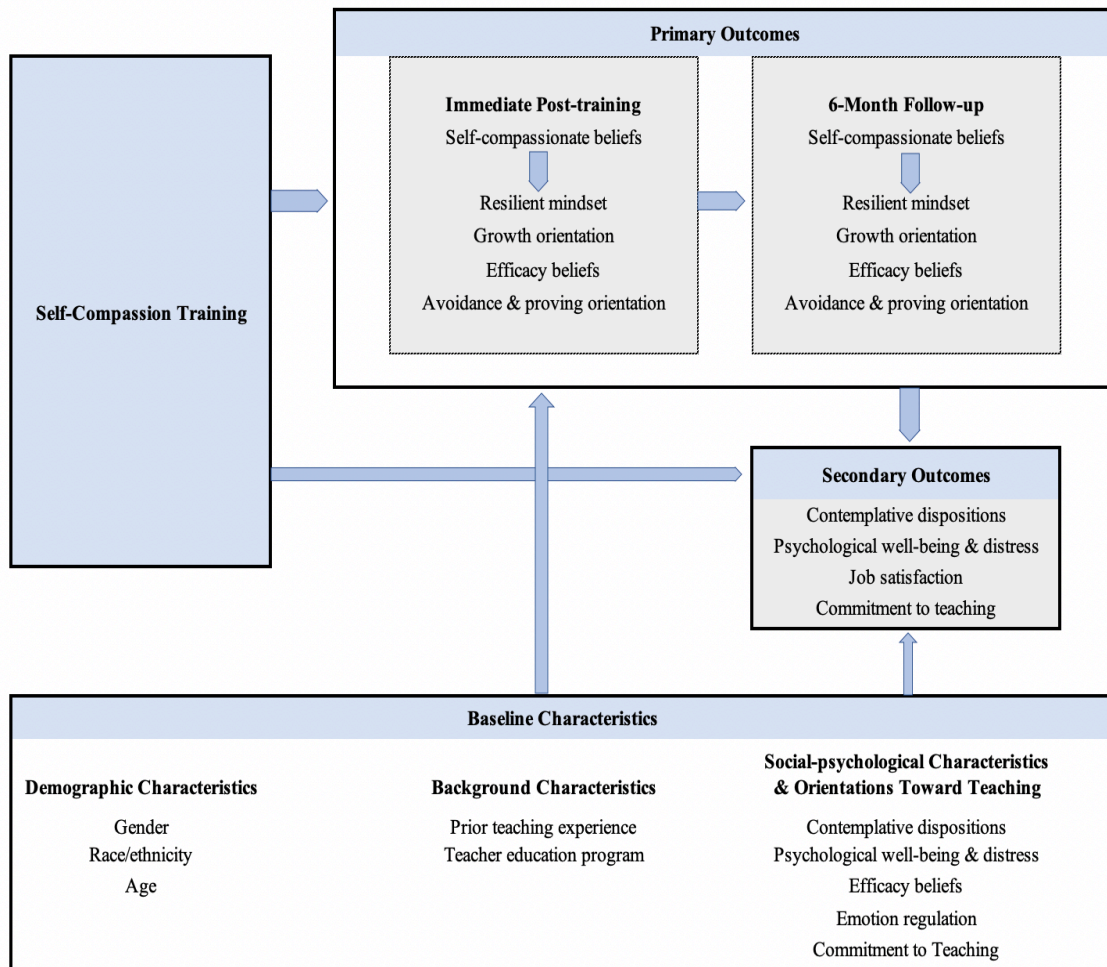 Primary Outcomes
Immediate Post-training
Self-compassionate beliefs
Resilient mindset
Growth orientation
Efficacy beliefs
Avoidance & proving orientation
6-Month Follow-up
Self-compassionate beliefs
Resilient mindset
Growth orientation
Efficacy beliefs
Avoidance & proving orientation
Self-Compassion Training
Secondary Outcomes
Contemplative dispositions
Psychological well-being & distress
Job satisfaction
Commitment to teaching
Baseline Characteristics
Demographic Characteristics
Gender
Race/ethnicity
Age
Background Characteristics
Prior teaching experience
Teacher education program
Social-psychological Characteristics
& Orientations Toward Teaching
Contemplative dispositions
Psychological well-being & distress
Efficacy beliefs
Emotion regulation
Commitment to Teaching